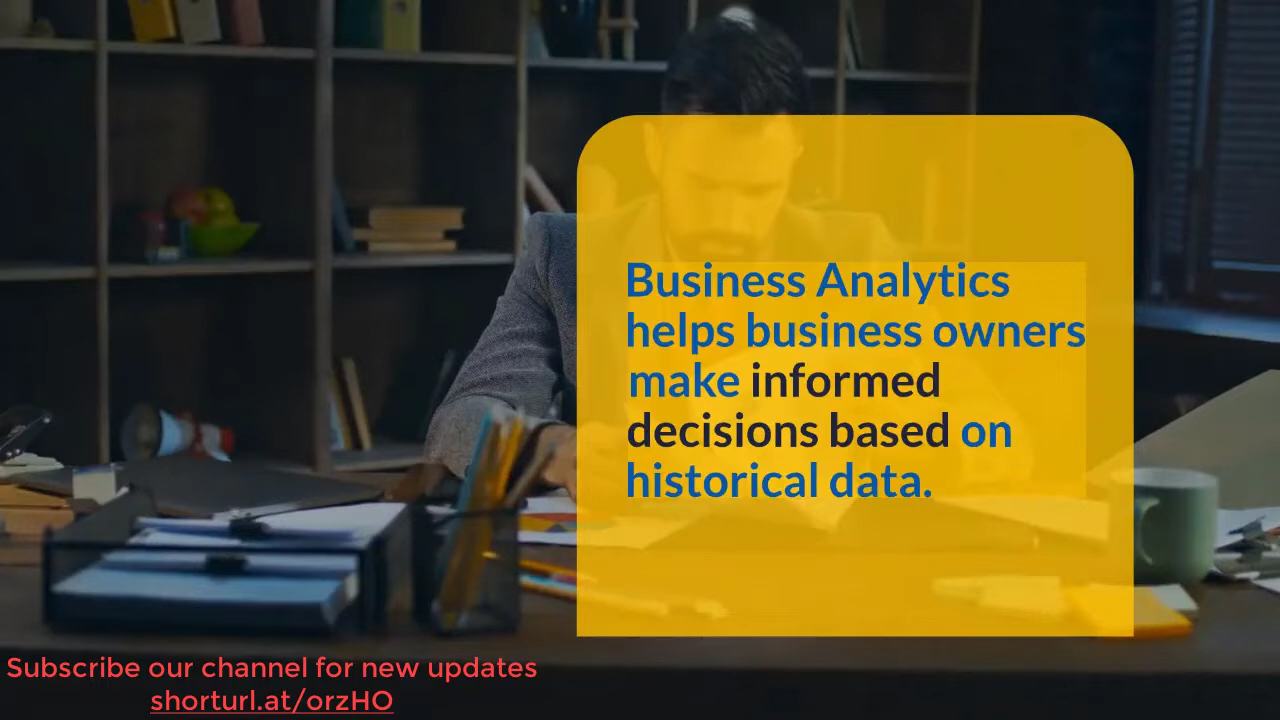 Business Analytics
helps business owners
make informed
decisions based on
historical data.
Subscribe our channel for new updates
shorturl.at/orzHO